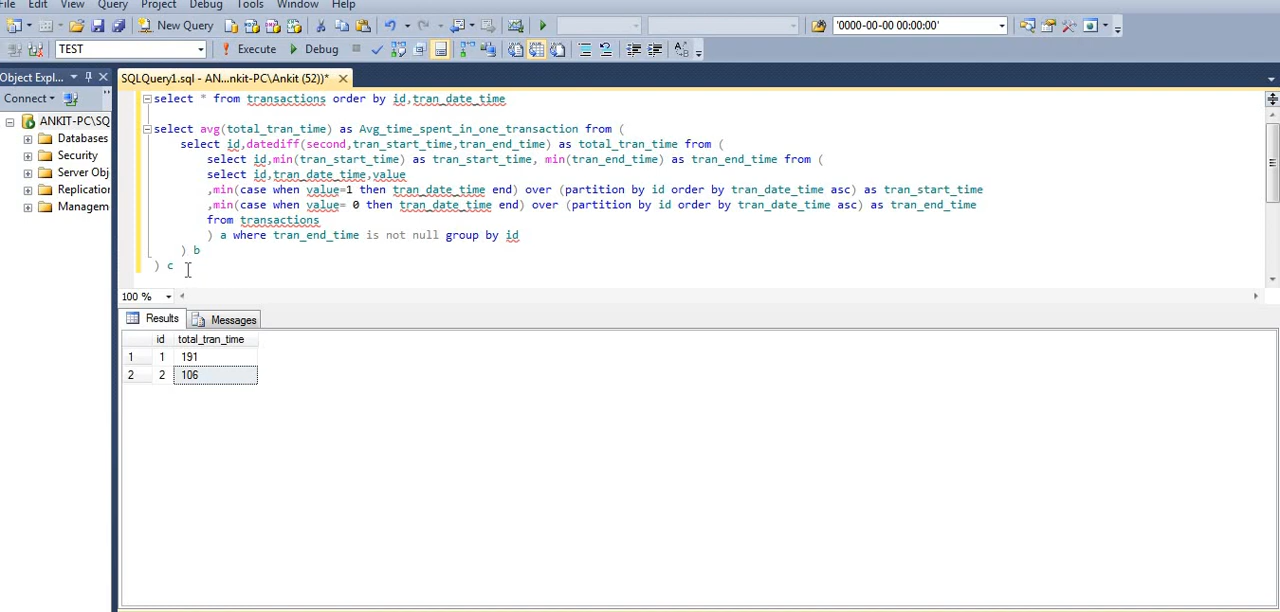 File Edit View Query Project Debug Tools Window Help
New Query '0000-00-00 00:00:00'
TEST Execute Debug
Object Expl...
SQLQuery1.sql - AN...nkit-PC\Ankit (52))*
Connect
ANKIT-PC\SQ
Databases
Security
Server Obj
Replication
Managem
select * from transactions order by id,tran_date_time
select avg(total_tran_time) as Avg_time_spent_in_one_transaction from (
select id,datediff(second,tran_start_time,tran_end_time) as total_tran_time from (
select id,min(tran_start_time) as tran_start_time, min(tran_end_time) as tran_end_time from (
select id,tran_date_time,value
,min(case when value=1 then tran_date_time end) over (partition by id order by tran_date_time asc) as tran_start_time
,min(case when value= 0 then tran_date_time end) over (partition by id order by tran_date_time asc) as tran_end_time
from transactions
) a where tran_end_time is not null group by id
) b
) c
100 %
Results Messages
id total_tran_time
1 1 191
2 2 106